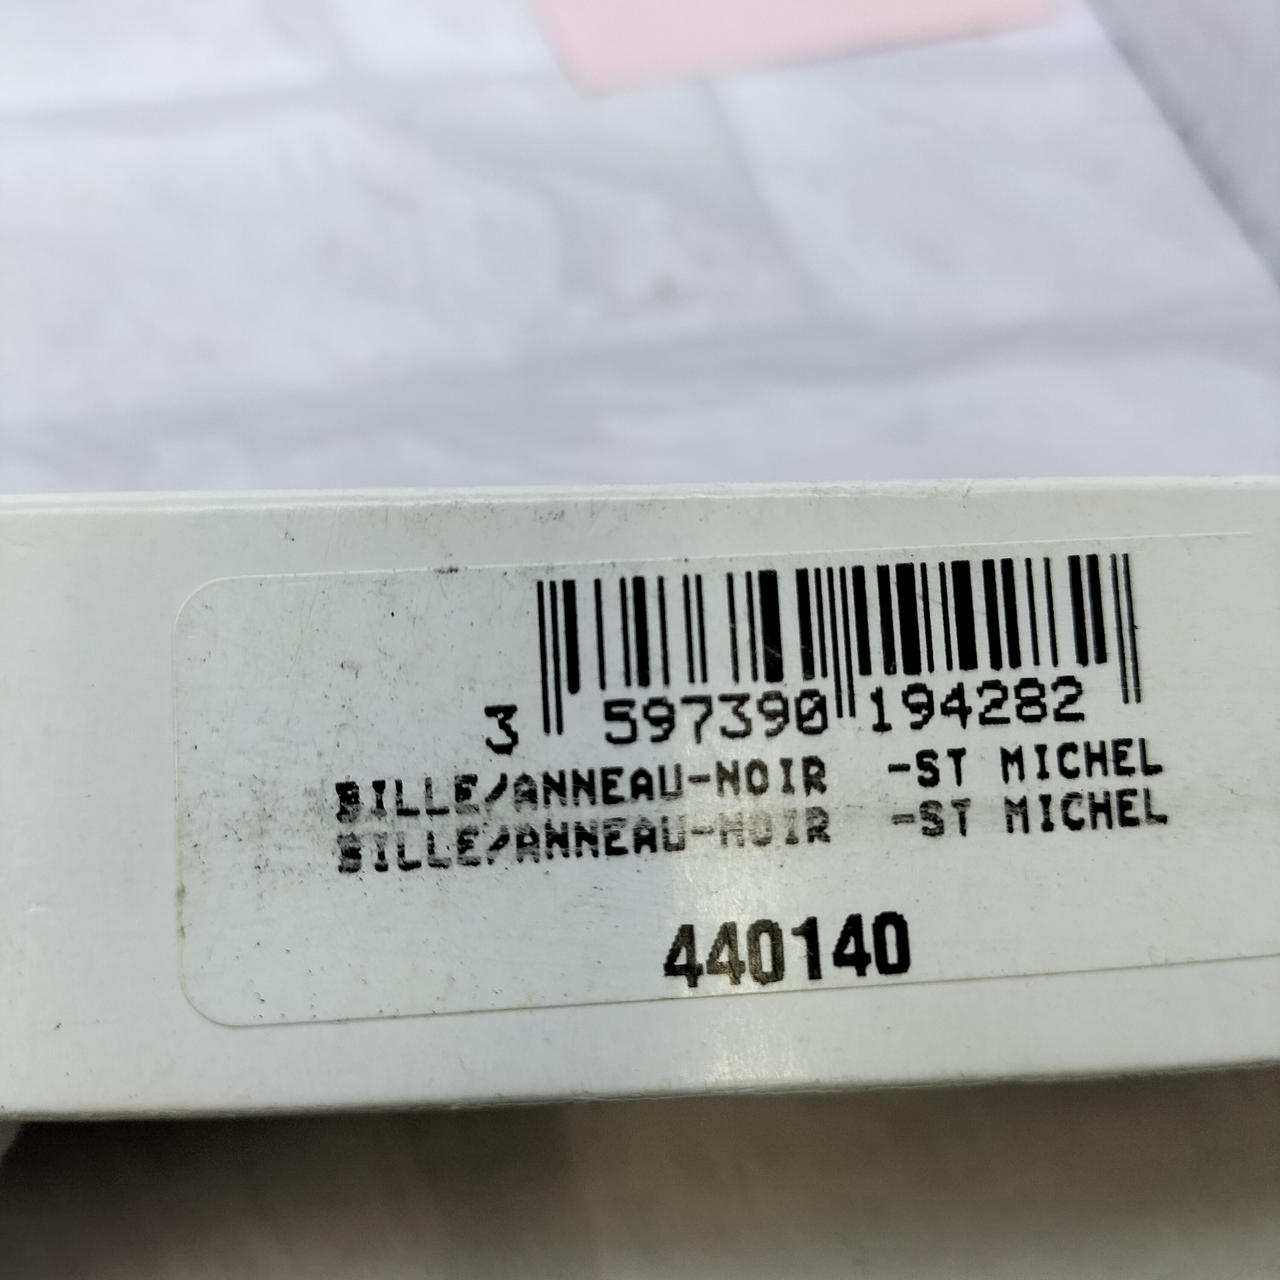 3 597390 194282
BILLE/ANNEAU-NOIR -ST MICHEL
BILLE/ANNEAU-NOIR -ST MICHEL
440140